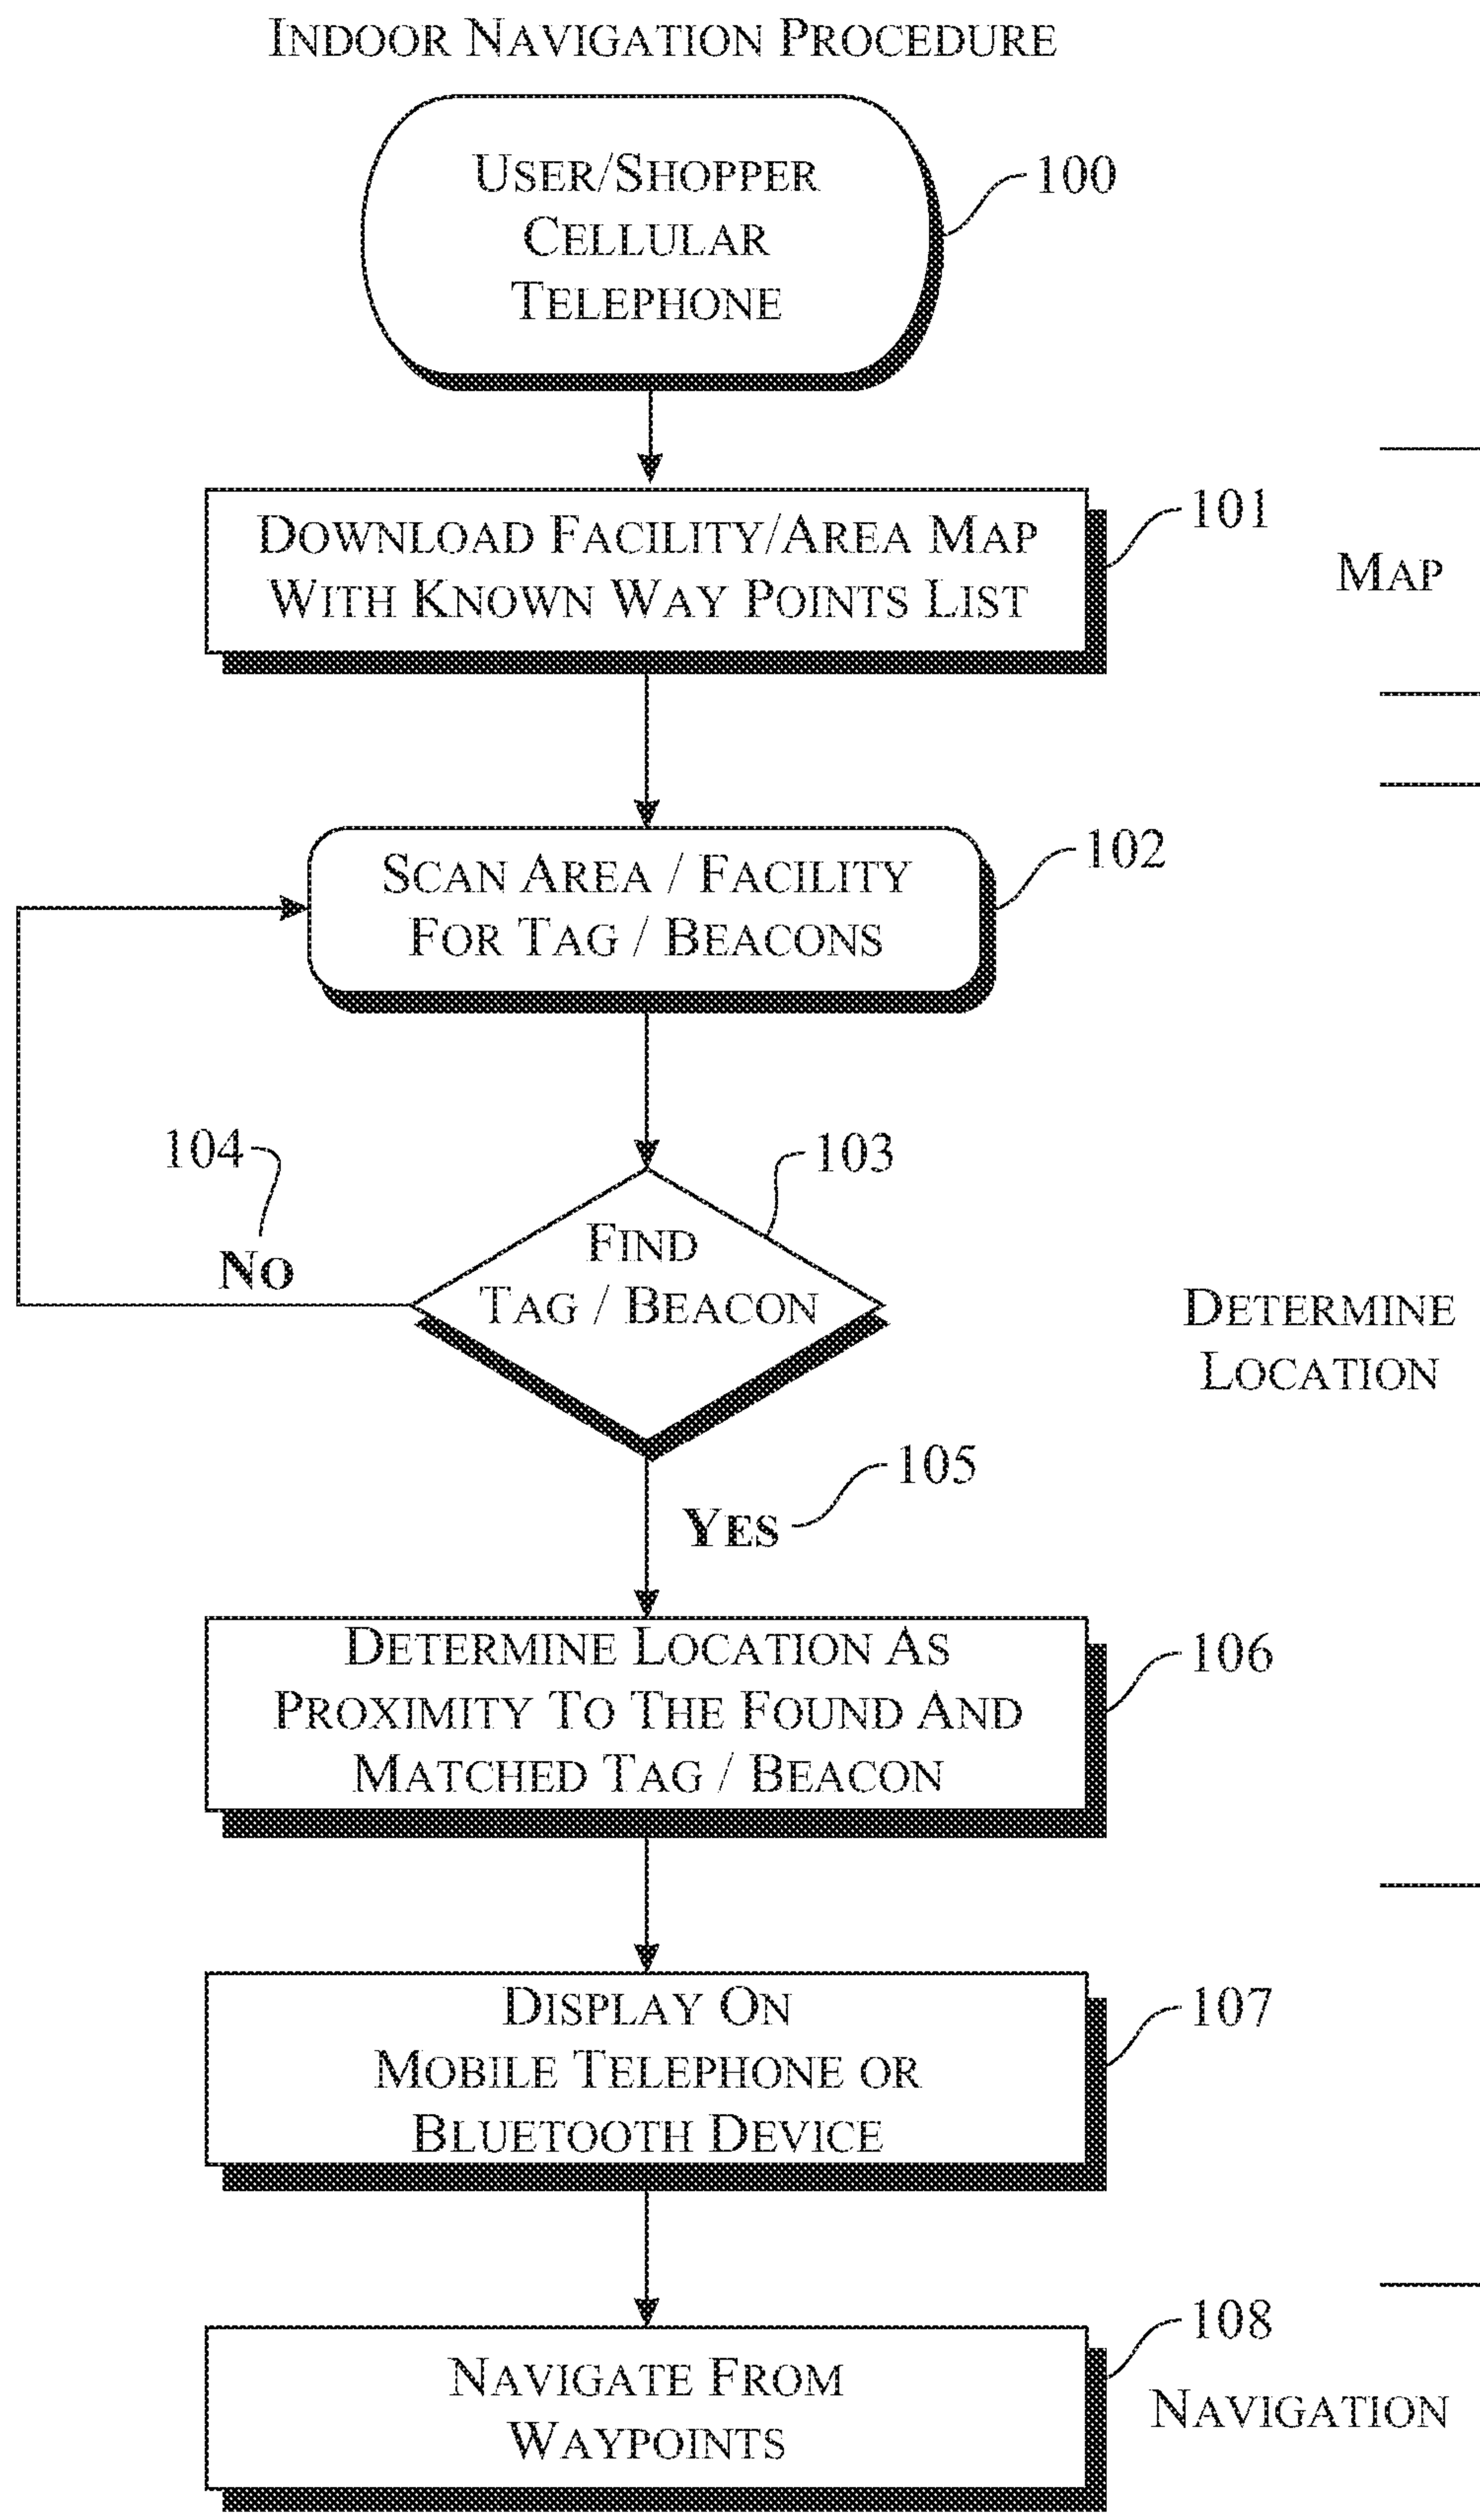 INDOOR NAVIGATION PROCEDURE
USER/SHOPPER
CELLULAR
TELEPHONE
100
DOWNLOAD FACILITY/AREA MAP
WITH KNOWN WAY POINTS LIST
101
MAP
SCAN AREA / FACILITY
FOR TAG / BEACONS
102
104
NO
103
FIND
TAG / BEACON
DETERMINE
LOCATION
105
YES
DETERMINE LOCATION AS
PROXIMITY TO THE FOUND AND
MATCHED TAG / BEACON
106
DISPLAY ON
MOBILE TELEPHONE OR
BLUETOOTH DEVICE
107
108
NAVIGATE FROM
WAYPOINTS
NAVIGATION